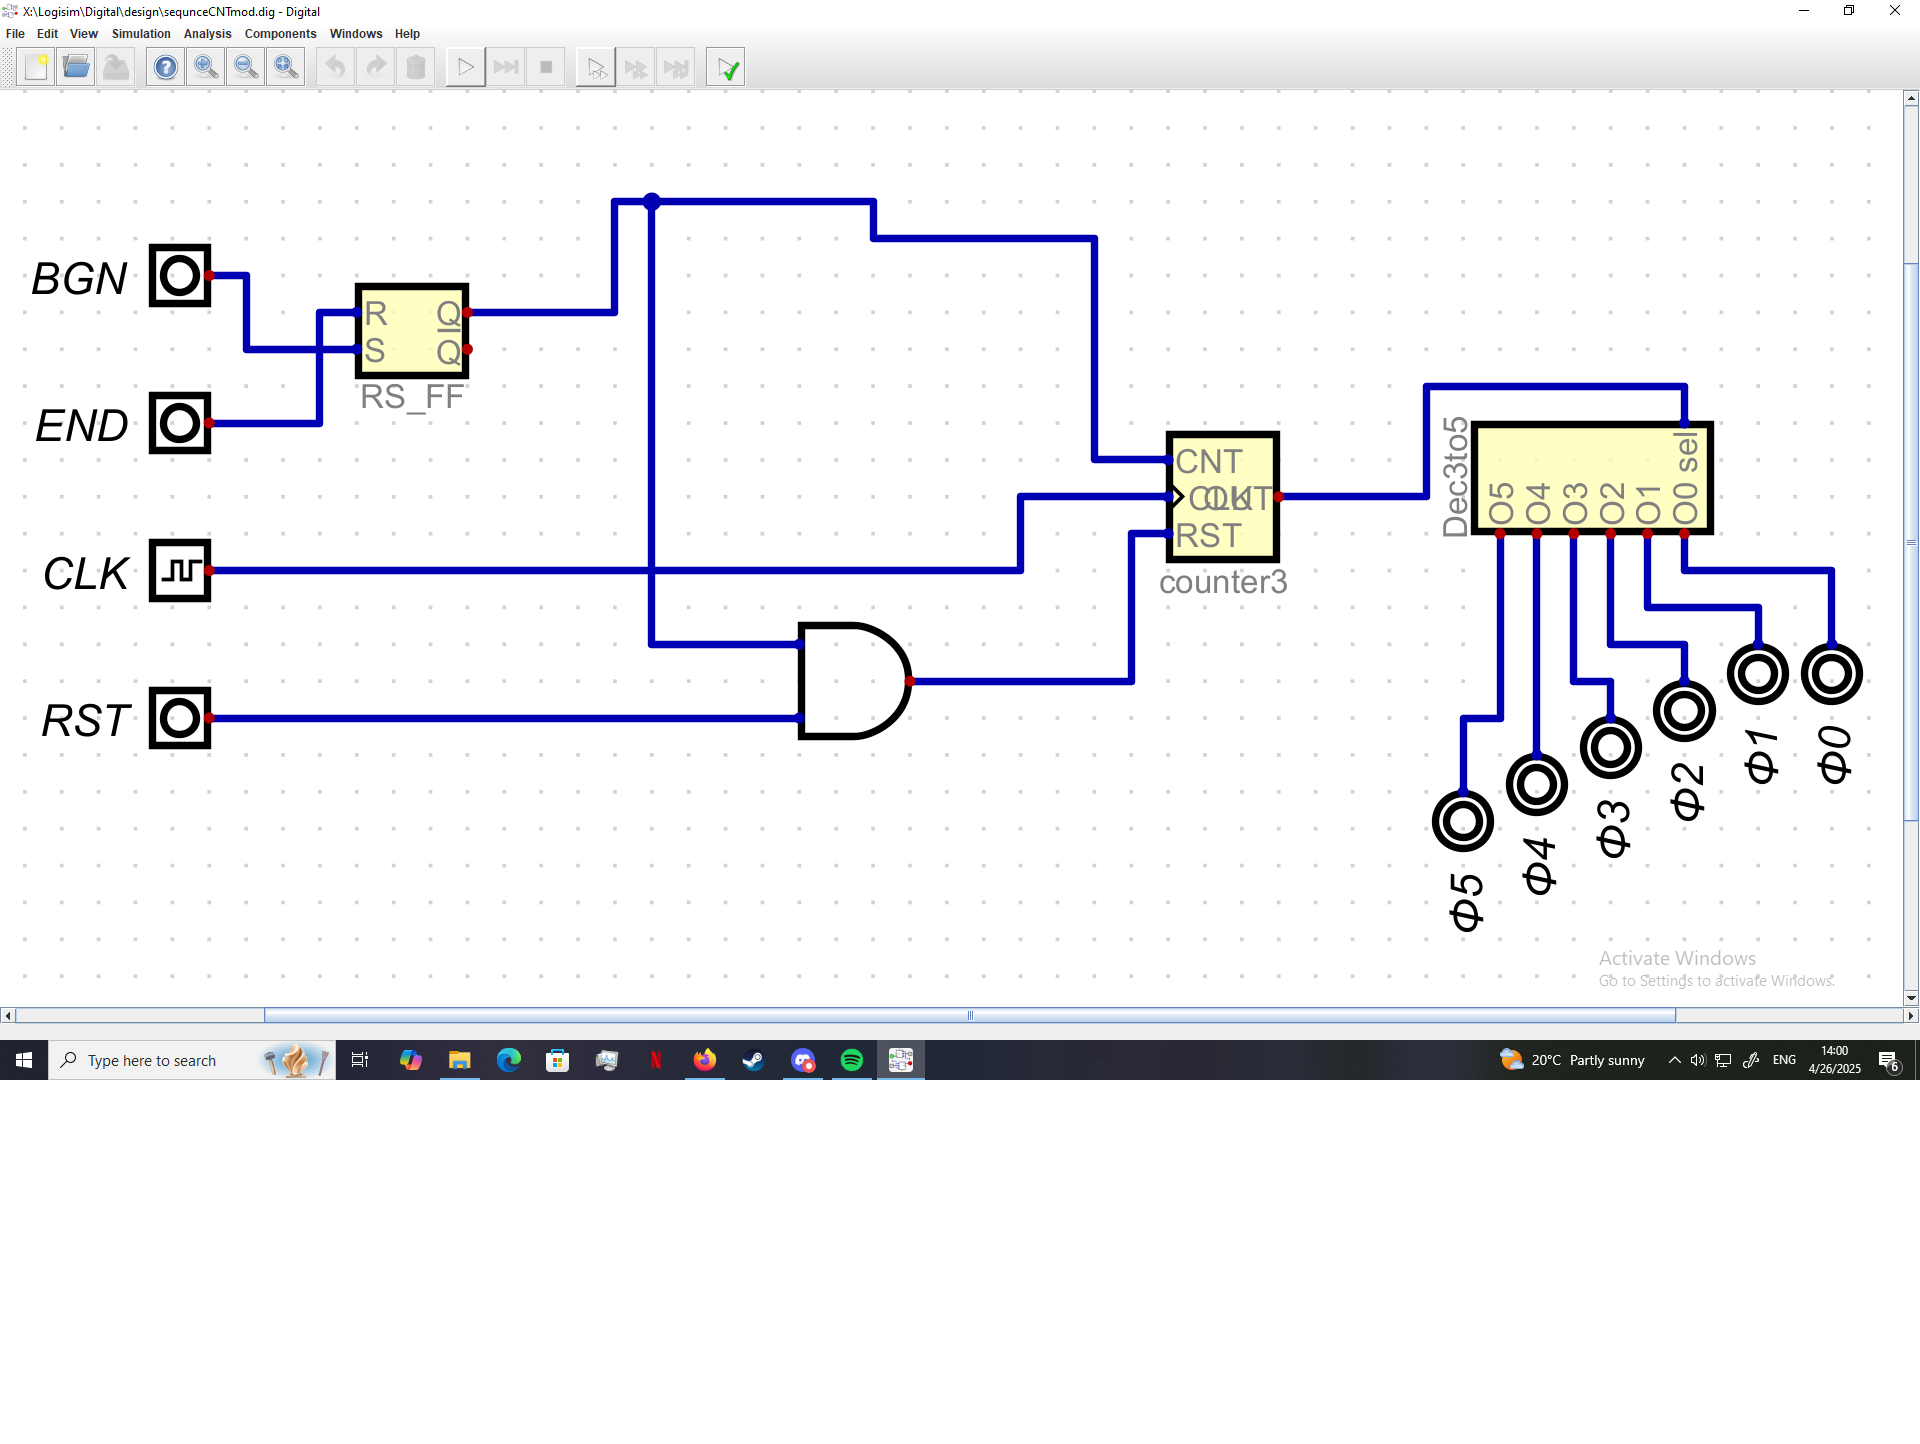 X:\Logisim\Digital\design\sequnceCNTmod.dig - Digital
File Edit View Simulation Analysis Components Windows Help
BGN
R Q
S Q
RS_FF
END
CLK
RST
CNT
CLK OUT
RST
counter3
Dec3to5
sel
O5 O4 O3 O2 O1 O0
Φ5 Φ4 Φ3 Φ2 Φ1 Φ0
Activate Windows
Go to Settings to activate Windows.
Type here to search
20°C Partly sunny
ENG
14:00
4/26/2025
6